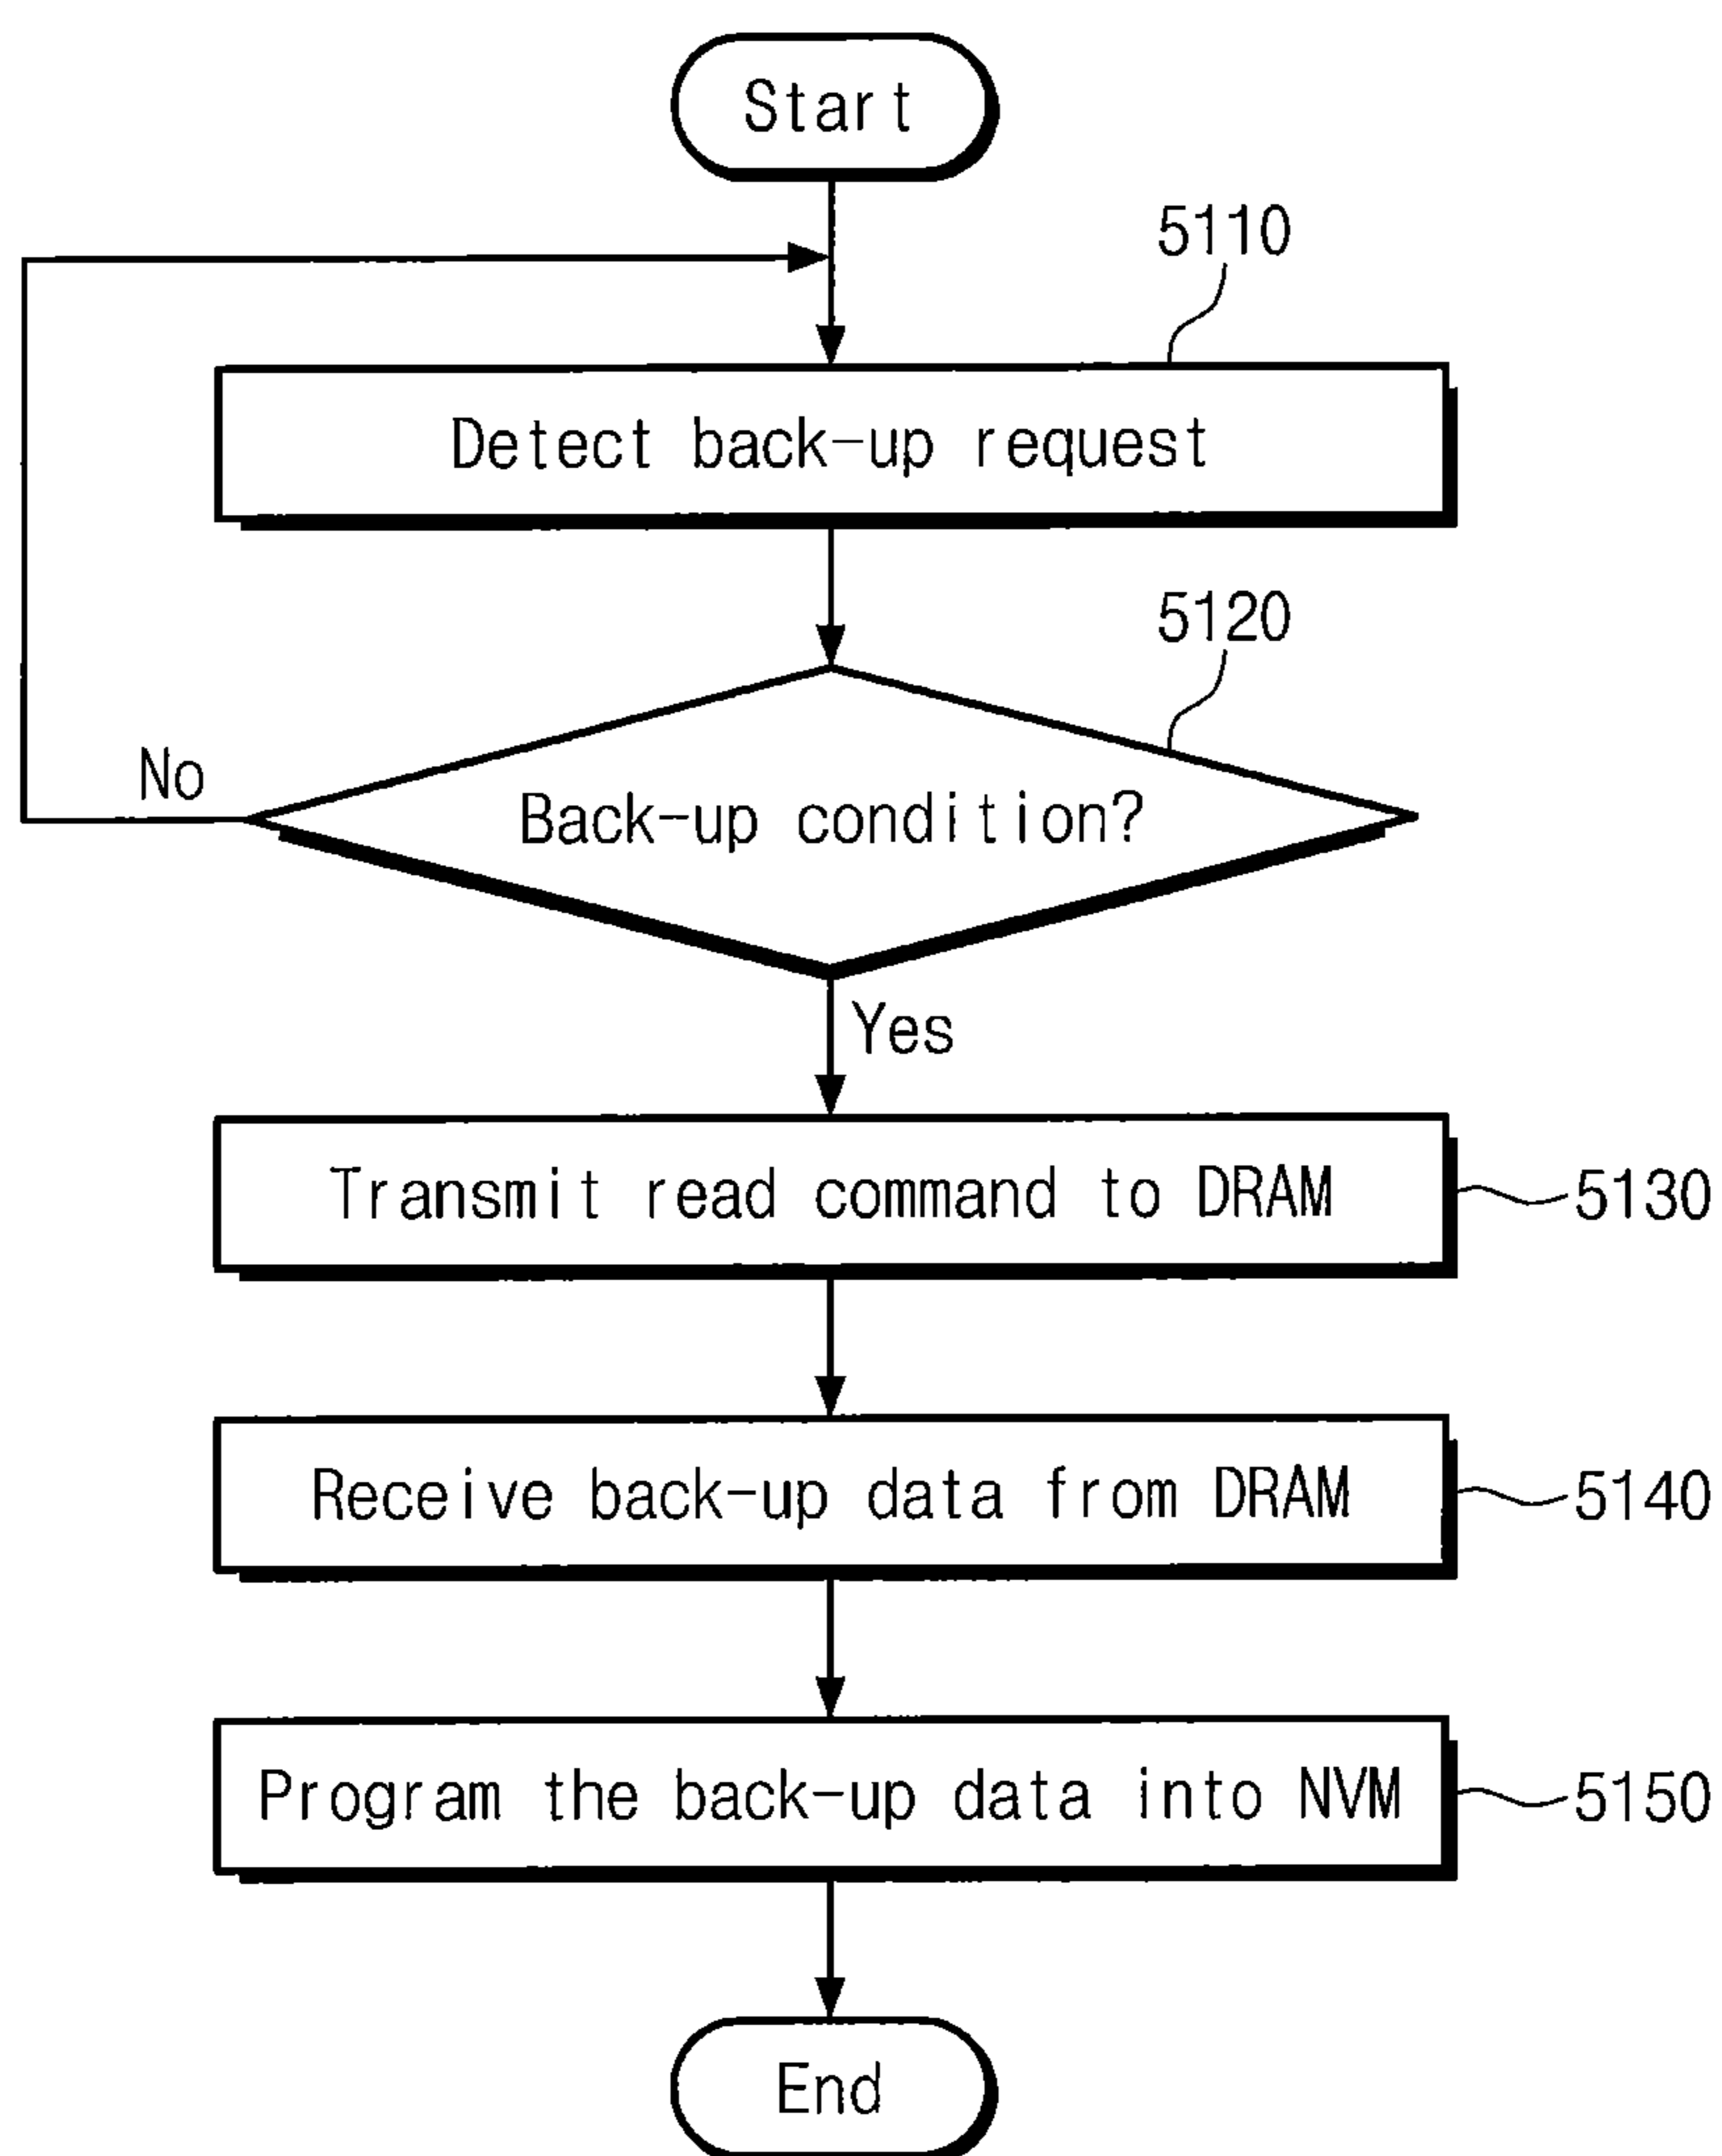 Start
5110
Detect back-up request
5120
No
Back-up condition?
Yes
Transmit read command to DRAM
5130
Receive back-up data from DRAM
5140
Program the back-up data into NVM
5150
End